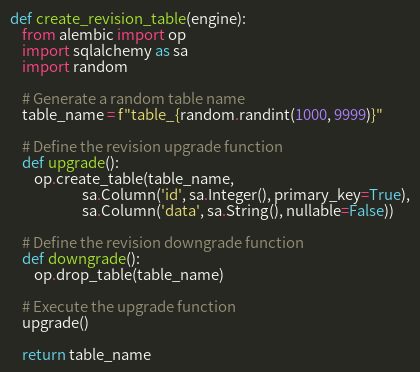 def create_revision_table(engine):
    from alembic import op
    import sqlalchemy as sa
    import random

    # Generate a random table name
    table_name = f"table_{random.randint(1000, 9999)}"

    # Define the revision upgrade function
    def upgrade():
        op.create_table(table_name,
                        sa.Column('id', sa.Integer(), primary_key=True),
                        sa.Column('data', sa.String(), nullable=False))

    # Define the revision downgrade function
    def downgrade():
        op.drop_table(table_name)

    # Execute the upgrade function
    upgrade()

    return table_name